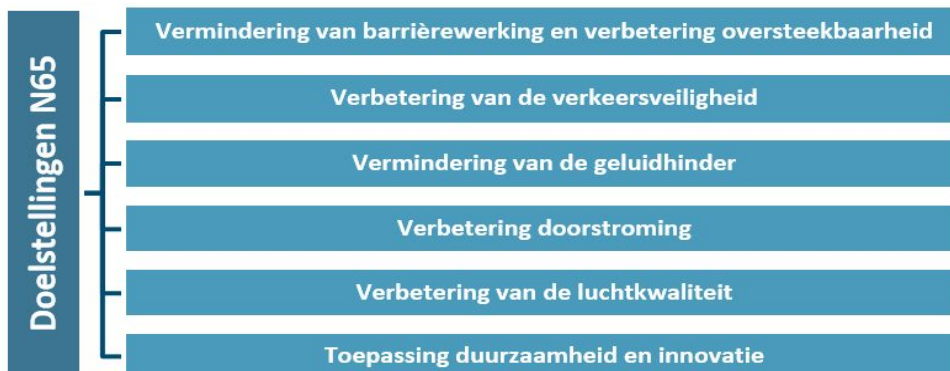 Doelstellingen N65
Vermindering van barrièrewerking en verbetering oversteekbaarheid
Verbetering van de verkeersveiligheid
Vermindering van de geluidhinder
Verbetering doorstroming
Verbetering van de luchtkwaliteit
Toepassing duurzaamheid en innovatie